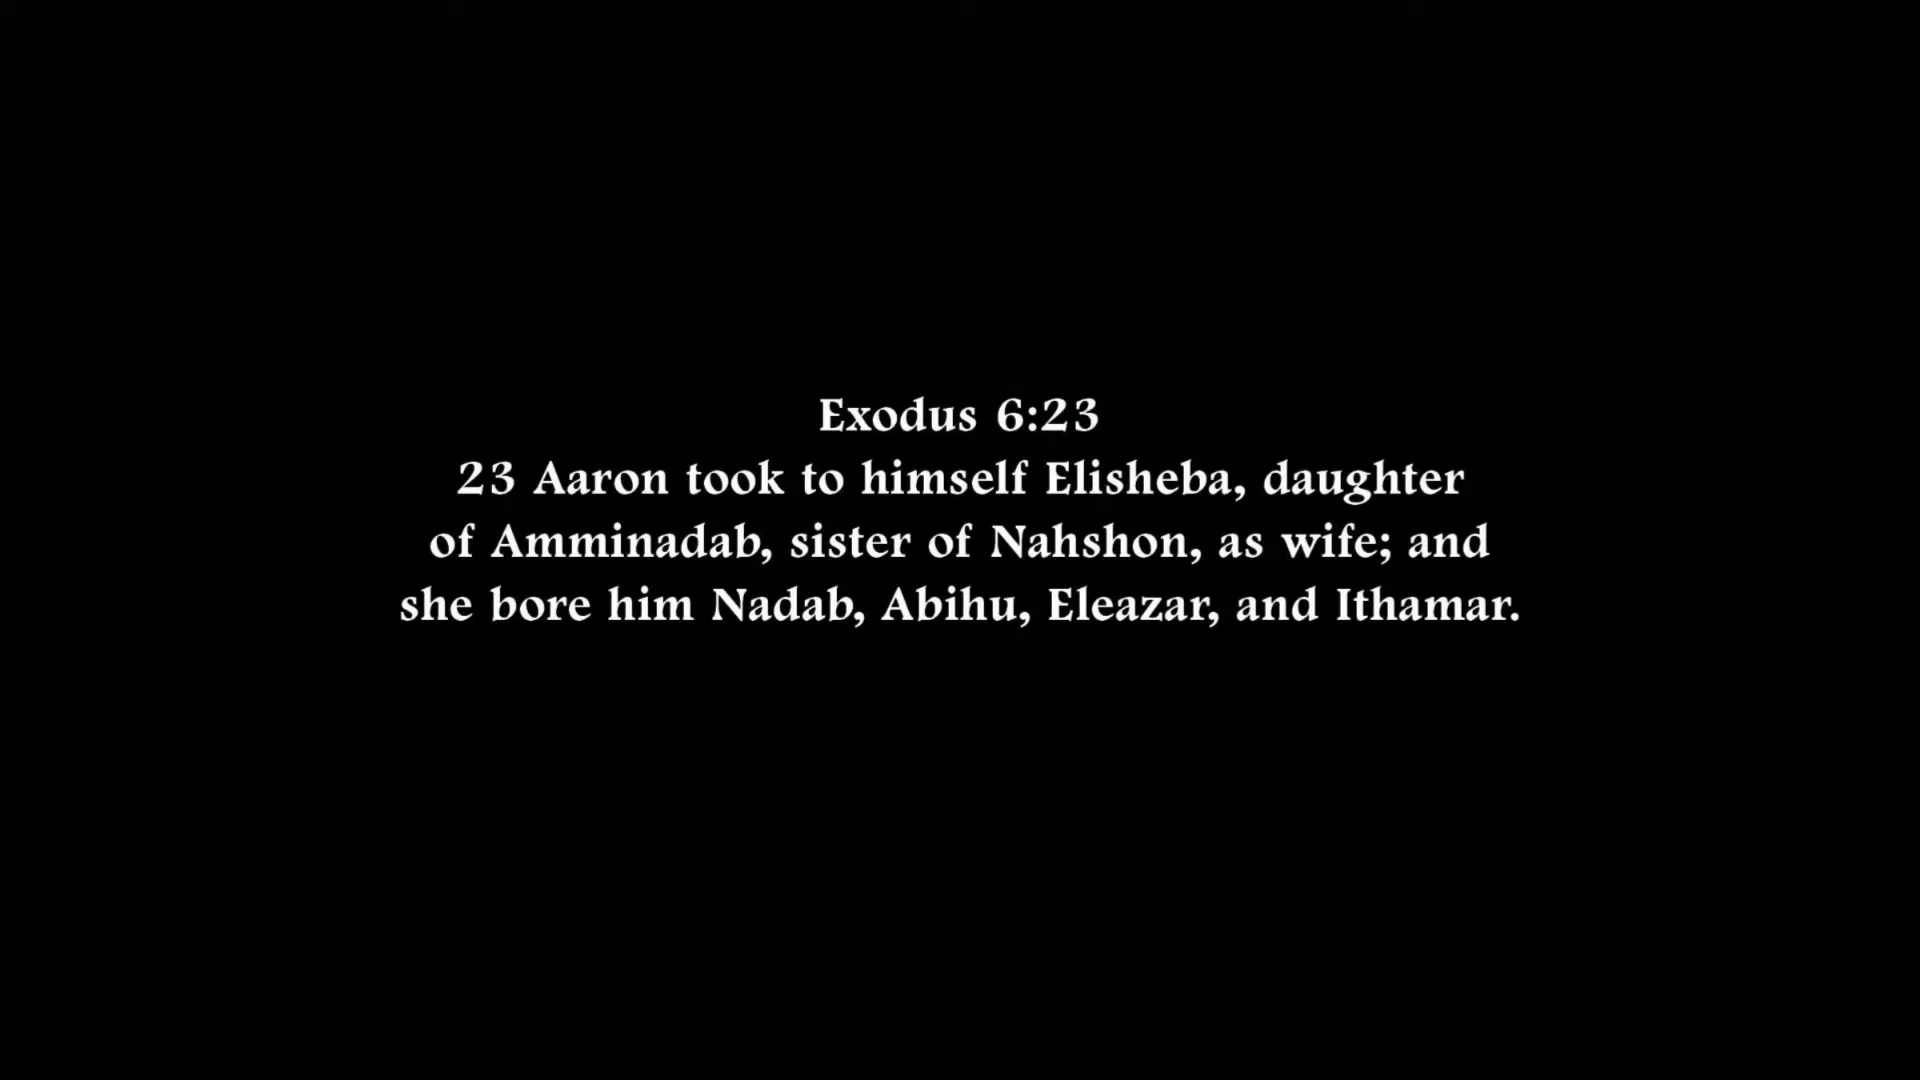 Exodus 6:23
23 Aaron took to himself Elisheba, daughter
of Amminadab, sister of Nahshon, as wife; and
she bore him Nadab, Abihu, Eleazar, and Ithamar.